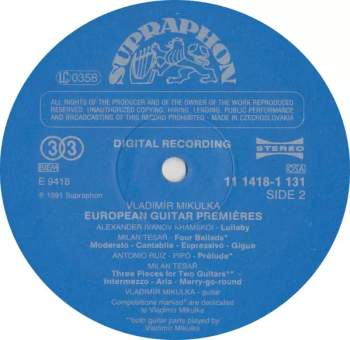 SUPRAPHON
LC 0358
ALL RIGHTS OF THE PRODUCER AND OF THE OWNER OF THE WORK REPRODUCED
RESERVED. UNAUTHORIZED COPYING, HIRING, LENDING, PUBLIC PERFORMANCE
AND BROADCASTING OF THIS RECORD PROHIBITED - MADE IN CZECHOSLOVAKIA
DIGITAL RECORDING
33
STEREO
BIEM
OSA
E 9418
11 1418-1 131
℗ 1991 Supraphon
SIDE 2
VLADIMÍR MIKULKA
EUROPEAN GUITAR PREMIÈRES
ALEXANDER IVANOV KHAMSKOI - Lullaby
MILAN TESAŘ - Four Ballads*
Moderato - Cantabile - Espressivo - Gigue
ANTONIO RUIZ - PIPÓ - Prélude*
MILAN TESAŘ
Three Pieces for Two Guitars** -
Intermezzo - Aria - Merry-go-round
VLADIMÍR MIKULKA - guitar
Compositions marked* are dedicated
to Vladimír Mikulka
**both guitar parts played by
Vladimír Mikulka